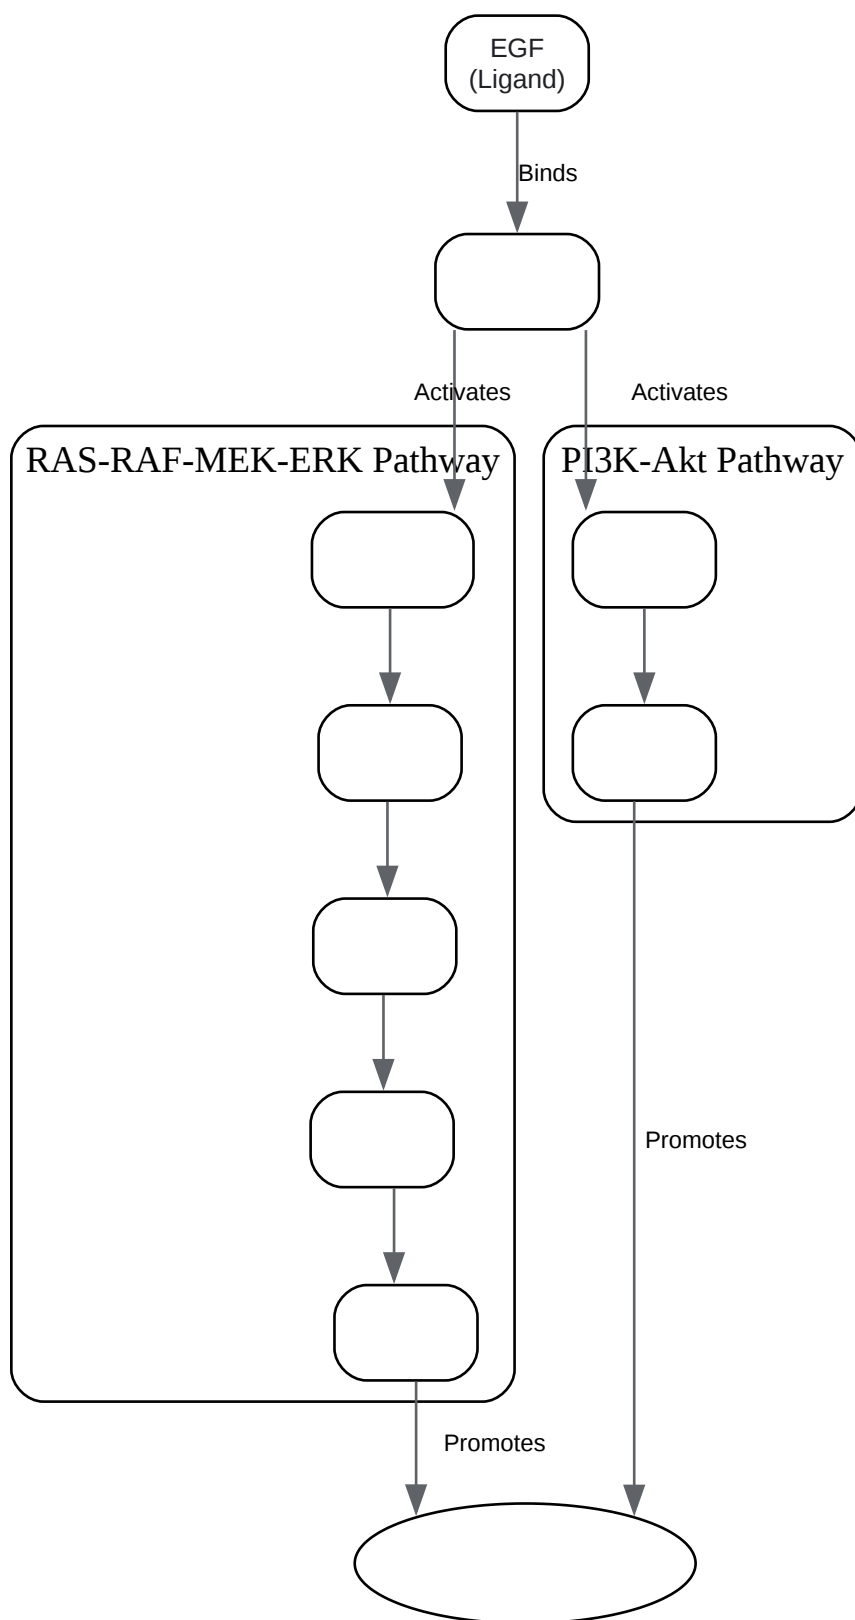 EGF
(Ligand)
Binds
Activates
Activates
RAS-RAF-MEK-ERK Pathway
PI3K-Akt Pathway
Promotes
Promotes